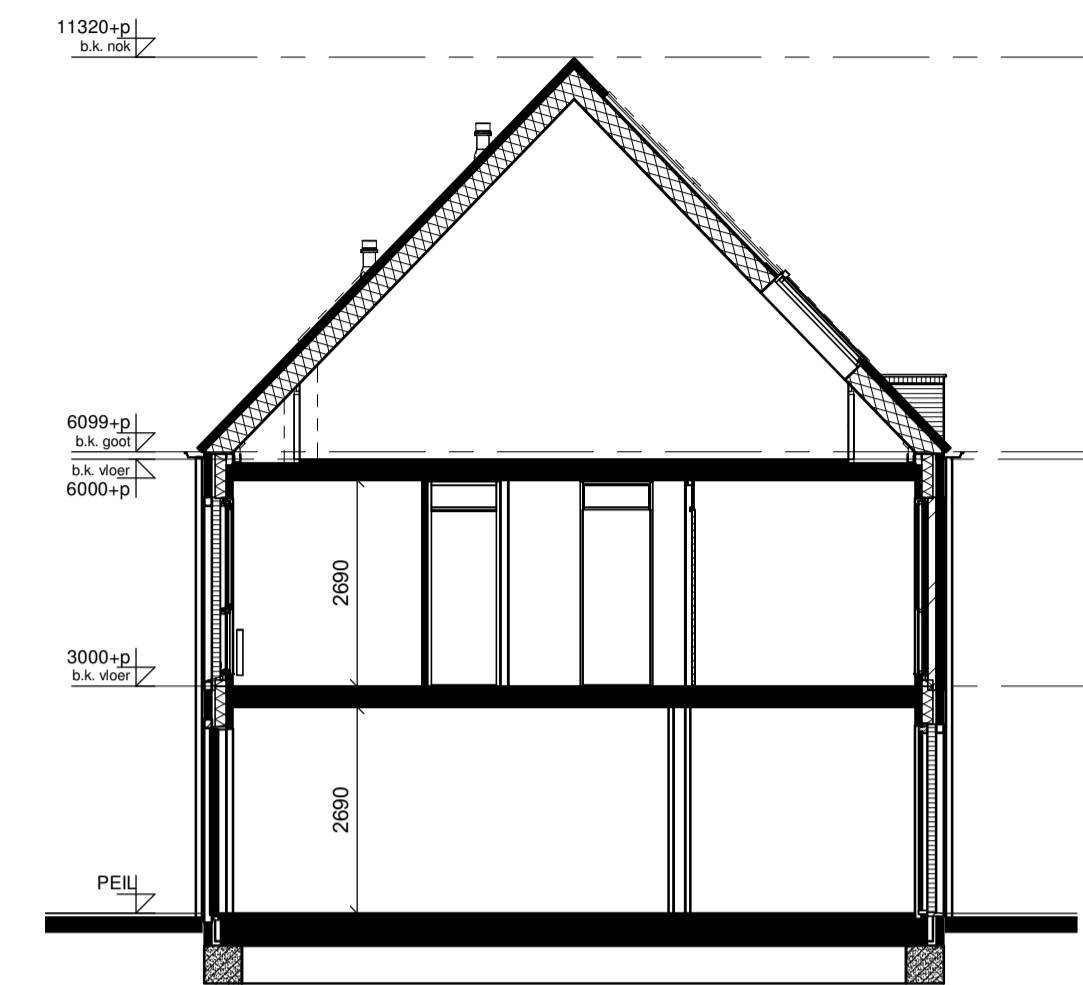 11320+p
b.k. nok
6099+p
b.k. goot
b.k. vloer
6000+p
2690
3000+p
b.k. vloer
2690
PEIL